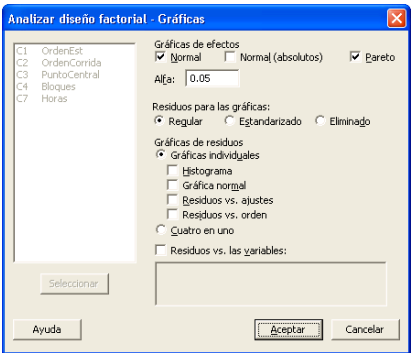 Analizar diseño factorial - Gráficas
C1 OrdenEst
C2 OrdenCorrida
C3 PuntoCentral
C4 Bloques
C7 Horas
Gráficas de efectos
Normal Normal (absolutos) Pareto
Alfa: 0.05
Residuos para las gráficas:
Regular Estandarizado Eliminado
Gráficas de residuos
Gráficas individuales
Histograma
Gráfica normal
Residuos vs. ajustes
Residuos vs. orden
Cuatro en uno
Residuos vs. las variables:
Seleccionar
Ayuda Aceptar Cancelar